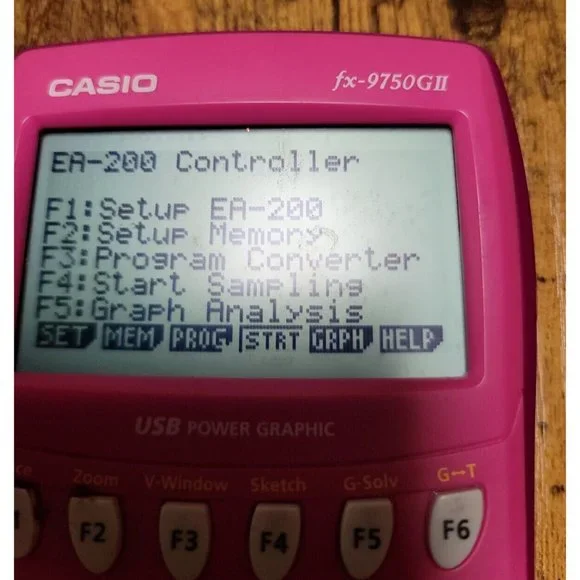 CASIO fx-9750GII
EA-200 Controller
F1:Setup EA-200
F2:Setup Memory
F3:Program Converter
F4:Start Sampling
F5:Graph Analysis
SET MEM PROG STRT GRPH HELP
USB POWER GRAPHIC
Zoom V-Window Sketch G-Solv G↔T
F2 F3 F4 F5 F6